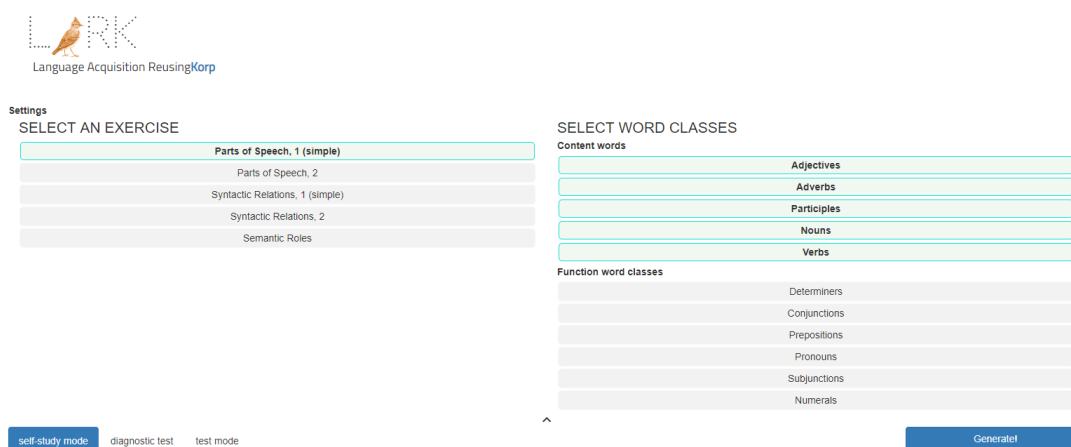 LARK
Language Acquisition ReusingKorp
Settings
SELECT AN EXERCISE
Parts of Speech, 1 (simple)
Parts of Speech, 2
Syntactic Relations, 1 (simple)
Syntactic Relations, 2
Semantic Roles
SELECT WORD CLASSES
Content words
Adjectives
Adverbs
Participles
Nouns
Verbs
Function word classes
Determiners
Conjunctions
Prepositions
Pronouns
Subjunctions
Numerals
self-study mode diagnostic test test mode
Generate!